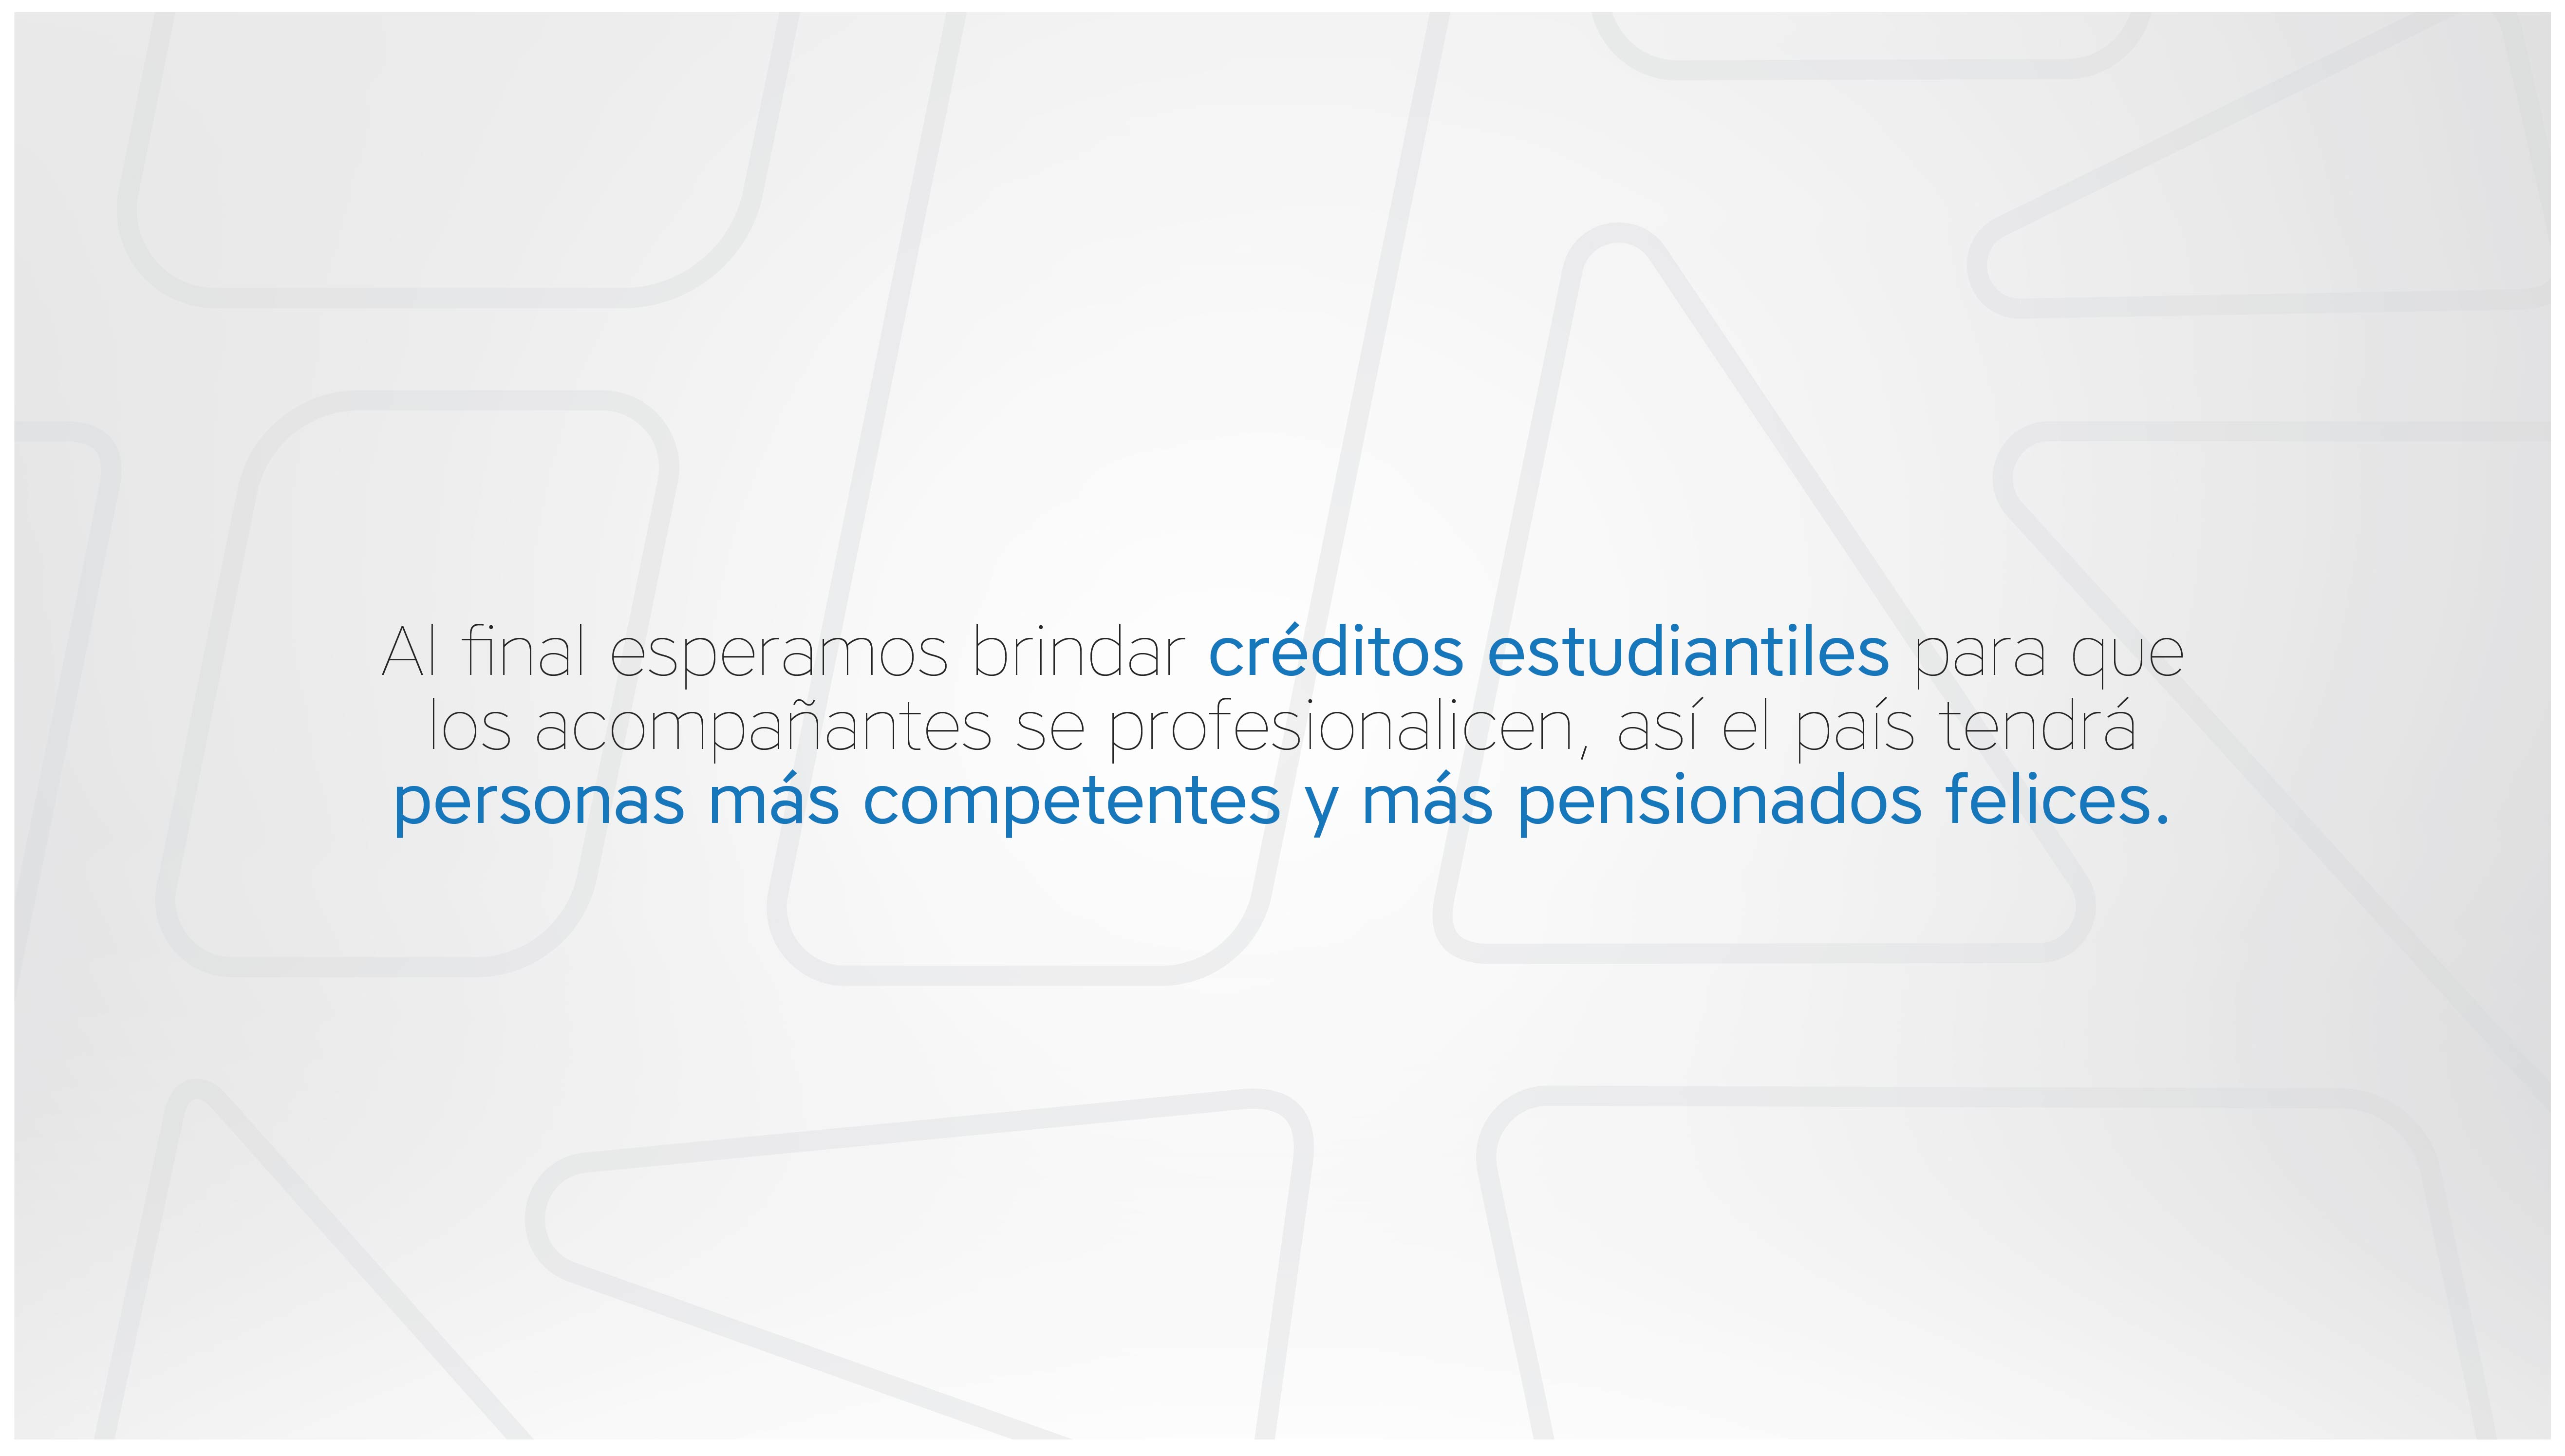 Al final esperamos brindar créditos estudiantiles para que
los acompañantes se profesionalicen, así el país tendrá
personas más competentes y más pensionados felices.